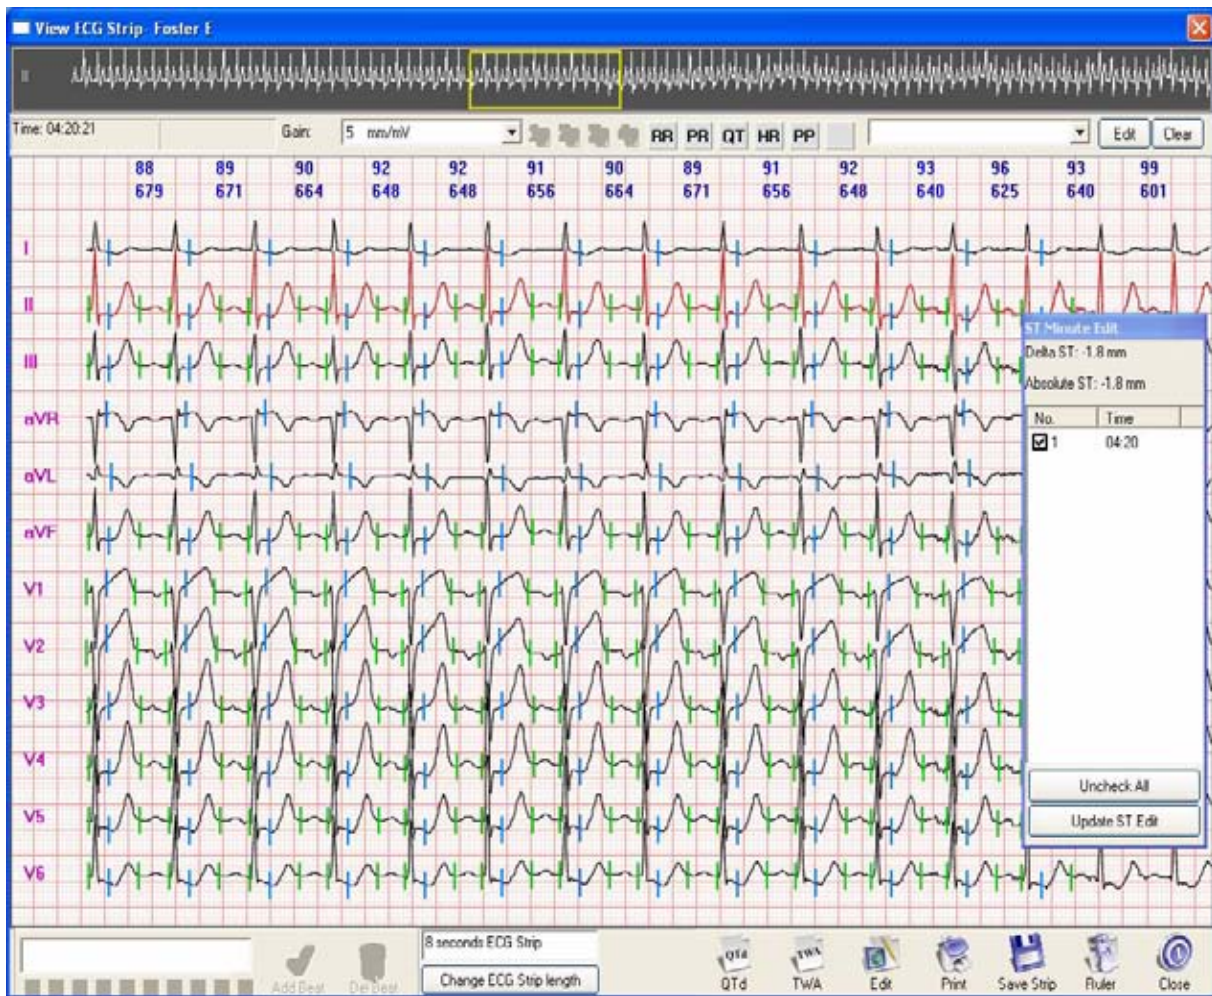 View ECG Strip- Foster E
II
Time: 04:20:21 Gain: 5 mm/mV RR PR QT HR PP Edit Clear
88 89 90 92 92 91 90 89 91 92 93 96 93 99
679 671 664 648 648 656 664 671 656 648 640 625 640 601
I
II
III
aVR
aVL
aVF
V1
V2
V3
V4
V5
V6
ST Minute Edit
Delta ST: -1.8 mm
Absolute ST: -1.8 mm
No. Time
1 04:20
Uncheck All
Update ST Edit
8 seconds ECG Strip
Change ECG Strip length
Add Beat Del Beat
QTd TWA
QTd TWA Edit Print Save Strip Ruler Close